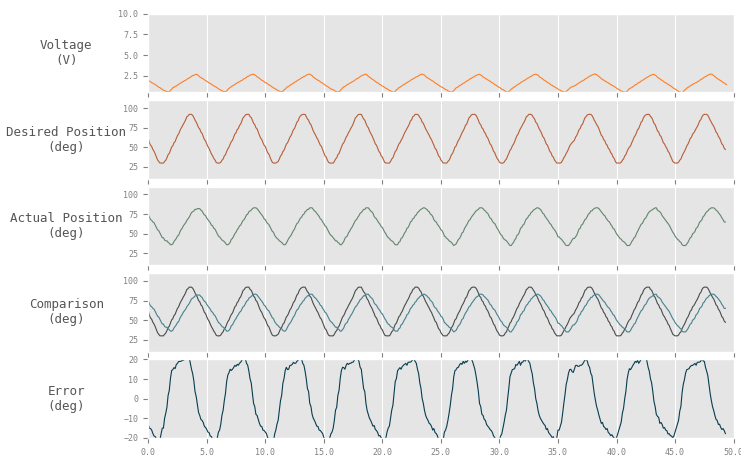 10.0
7.5
Voltage
(V)
5.0
2.5
100
Desired Position
(deg)
75
50
25
100
Actual Position
(deg)
75
50
25
100
Comparison
(deg)
75
50
25
20
10
Error
(deg)
0
−10
−20
0.0 5.0 10.0 15.0 20.0 25.0 30.0 35.0 40.0 45.0 50.0